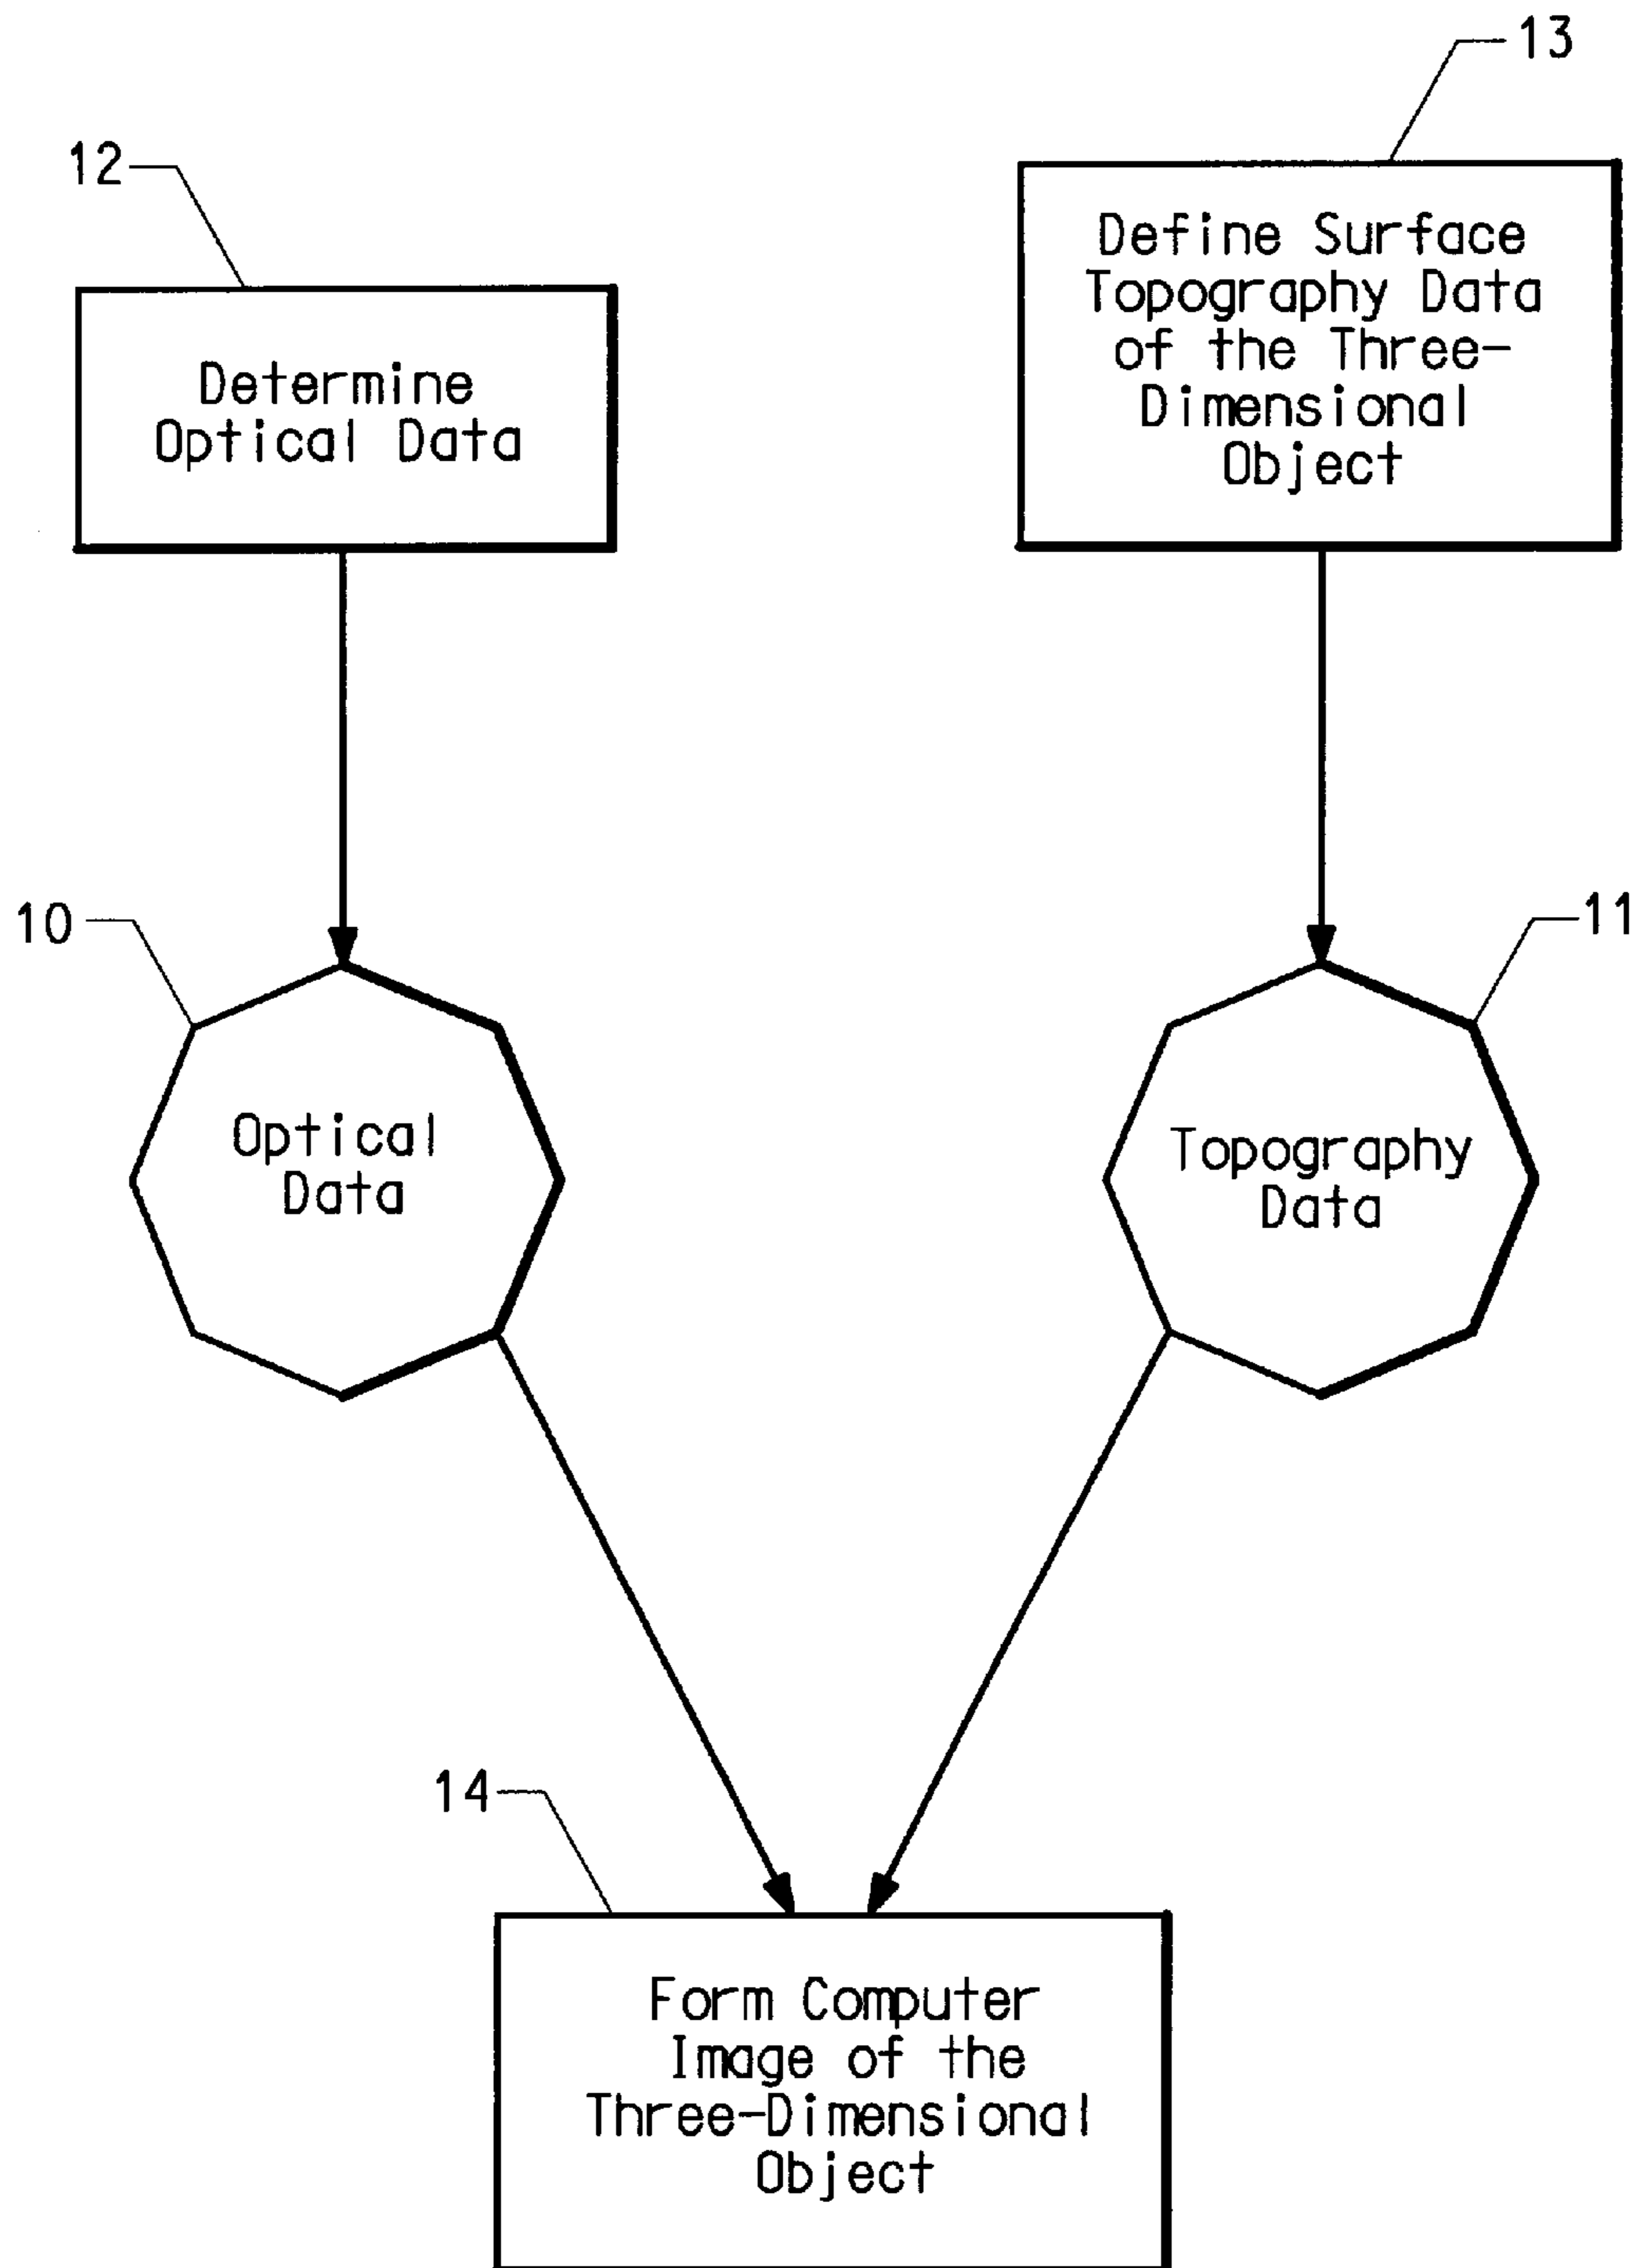 13
12
Define Surface
Topography Data
of the Three-
Dimensional
Object
Determine
Optical Data
10
11
Optical
Data
Topography
Data
14
Form Computer
Image of the
Three-Dimensional
Object